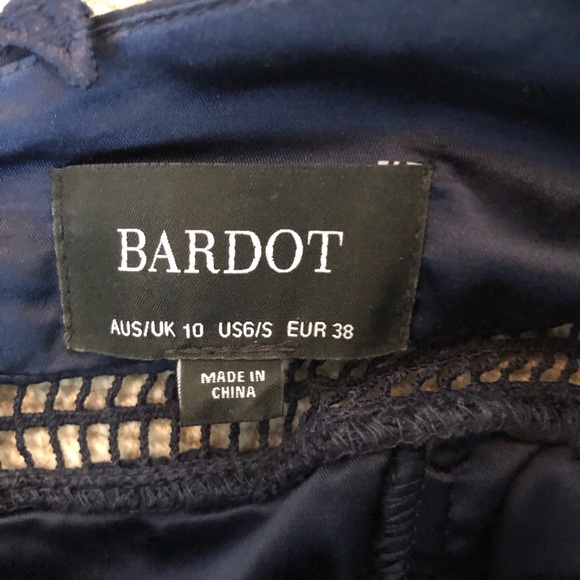 BARDOT
AUS/UK 10 US6/S EUR 38
MADE IN
CHINA